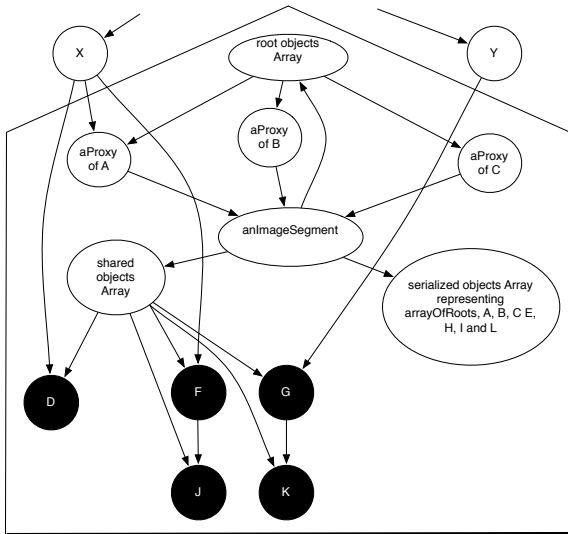 X
root objects
Array
Y
aProxy
of A
aProxy
of B
aProxy
of C
anImageSegment
shared
objects
Array
serialized objects Array
representing
arrayOfRoots, A, B, C E,
H, I and L
D
F
G
J
K